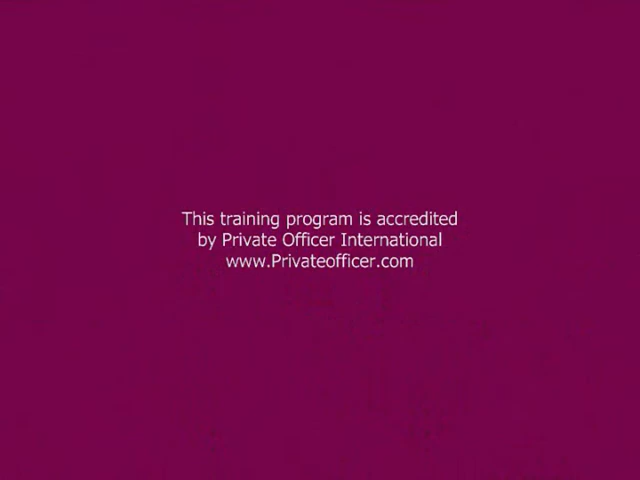 This training program is accredited
by Private Officer International
www.Privateofficer.com